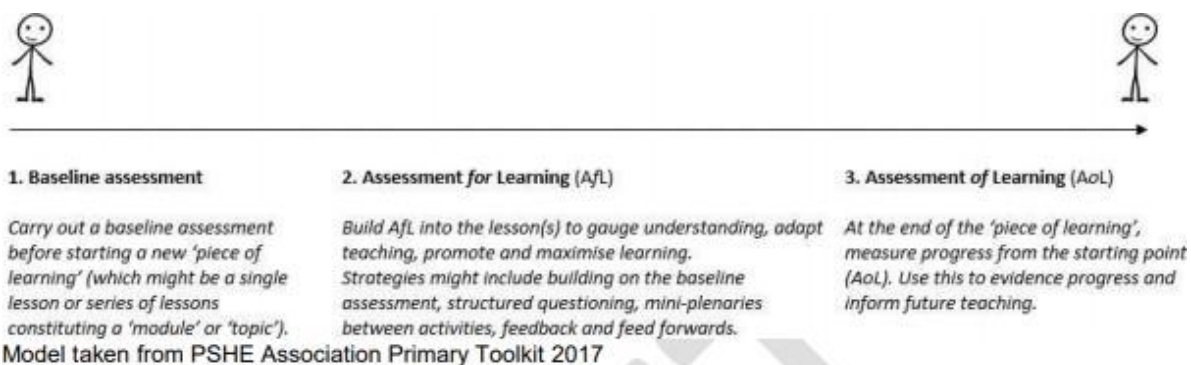 1. Baseline assessment
Carry out a baseline assessment
before starting a new ‘piece of
learning’ (which might be a single
lesson or series of lessons
constituting a ‘module’ or ‘topic’).
2. Assessment for Learning (AfL)
Build AfL into the lesson(s) to gauge understanding, adapt
teaching, promote and maximise learning.
Strategies might include building on the baseline
assessment, structured questioning, mini-plenaries
between activities, feedback and feed forwards.
3. Assessment of Learning (AoL)
At the end of the ‘piece of learning’,
measure progress from the starting point
(AoL). Use this to evidence progress and
inform future teaching.
Model taken from PSHE Association Primary Toolkit 2017